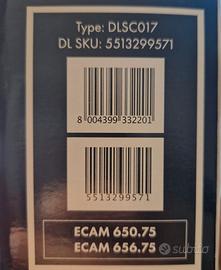 Type: DLSC017
DL SKU: 5513299571
8 004399 332201
5513299571
ECAM 650.75
ECAM 656.75
subito